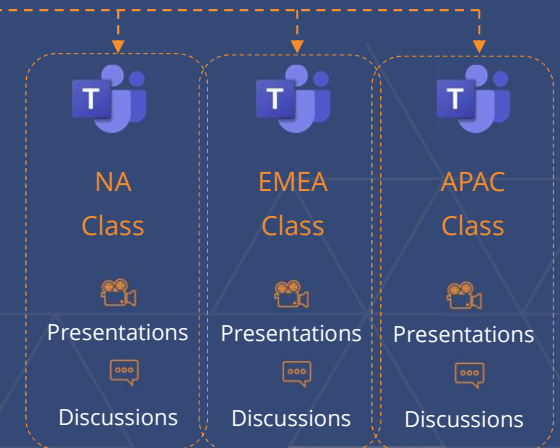 T
NA
Class
Presentations
Discussions
T
EMEA
Class
Presentations
Discussions
T
APAC
Class
Presentations
Discussions